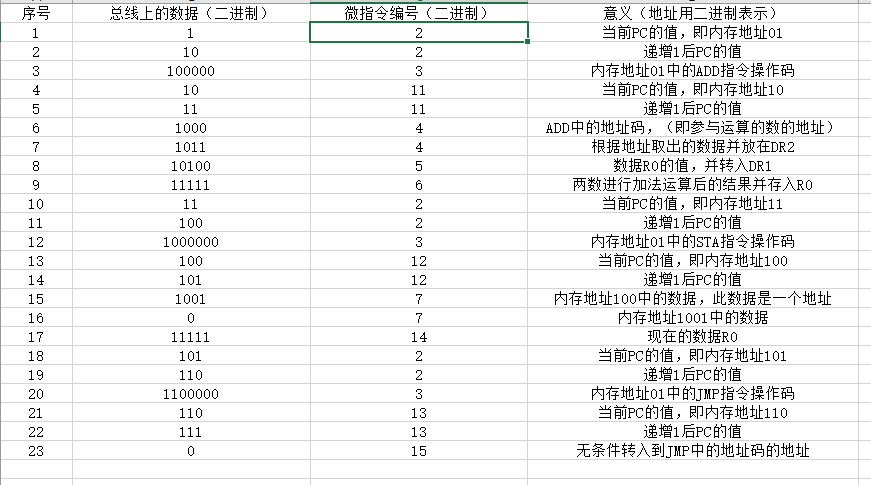 序号 总线上的数据（二进制） 微指令编号（二进制） 意义（地址用二进制表示）
1 1 2 当前PC的值，即内存地址01
2 10 2 递增1后PC的值
3 100000 3 内存地址01中的ADD指令操作码
4 10 11 当前PC的值，即内存地址10
5 11 11 递增1后PC的值
6 1000 4 ADD中的地址码，（即参与运算的数的地址）
7 1011 4 根据地址取出的数据并放在DR2
8 10100 5 数据R0的值，并转入DR1
9 11111 6 两数进行加法运算后的结果并存入R0
10 11 2 当前PC的值，即内存地址11
11 100 2 递增1后PC的值
12 1000000 3 内存地址01中的STA指令操作码
13 100 12 当前PC的值，即内存地址100
14 101 12 递增1后PC的值
15 1001 7 内存地址100中的数据，此数据是一个地址
16 0 7 内存地址1001中的数据
17 11111 14 现在的数据R0
18 101 2 当前PC的值，即内存地址101
19 110 2 递增1后PC的值
20 1100000 3 内存地址01中的JMP指令操作码
21 110 13 当前PC的值，即内存地址110
22 111 13 递增1后PC的值
23 0 15 无条件转入到JMP中的地址码的地址